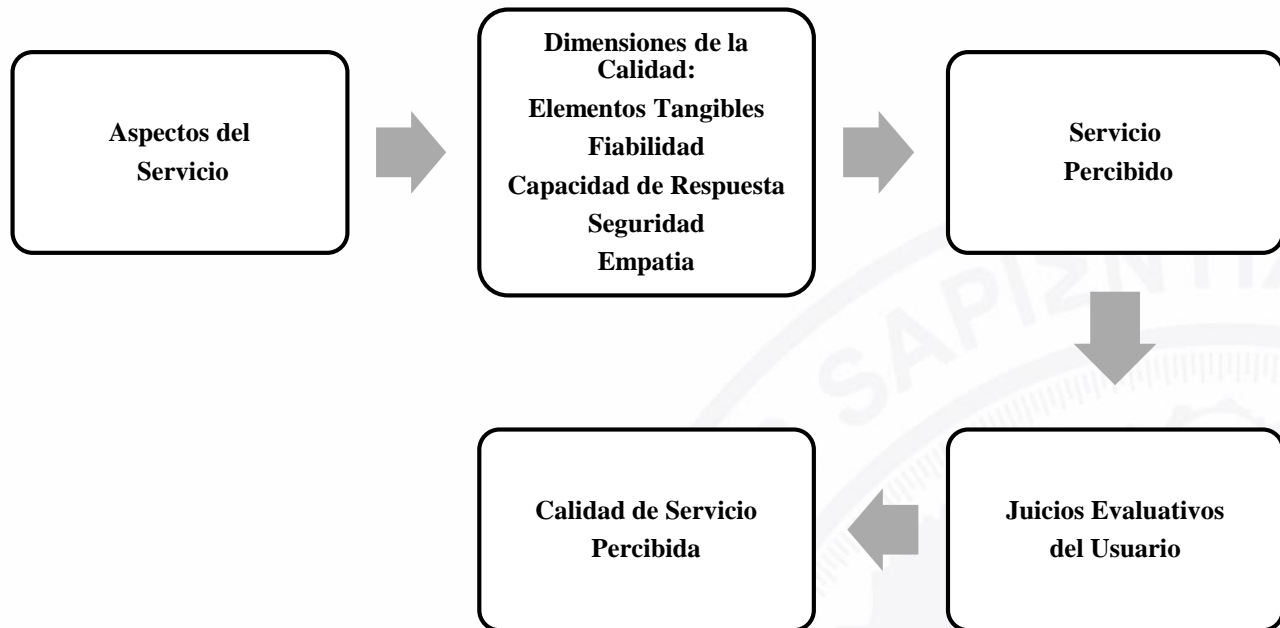 Aspectos del
Servicio
Dimensiones de la
Calidad:
Elementos Tangibles
Fiabilidad
Capacidad de Respuesta
Seguridad
Empatia
Servicio
Percibido
Juicios Evaluativos
del Usuario
Calidad de Servicio
Percibida